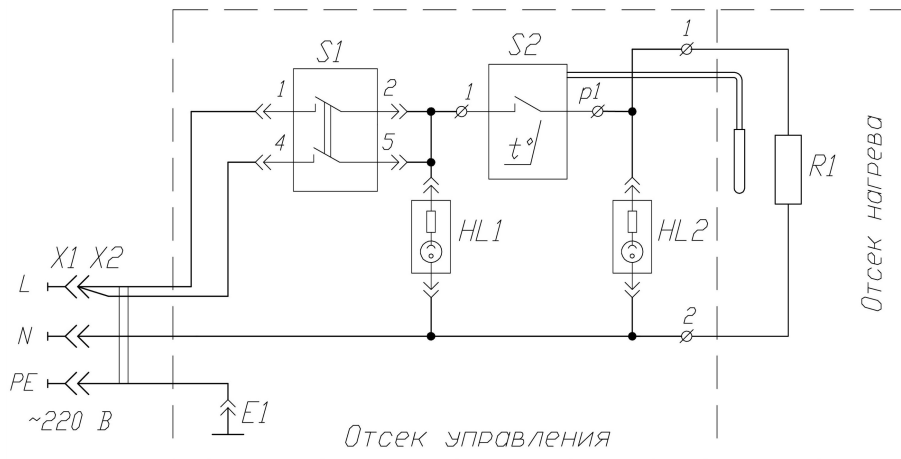 1
S1
S2
1
2
1
p1
4
5
t°
R1
HL1
HL2
X1 X2
L
N
2
PE
E1
~220 В
Отсек управления
Отсек нагрева